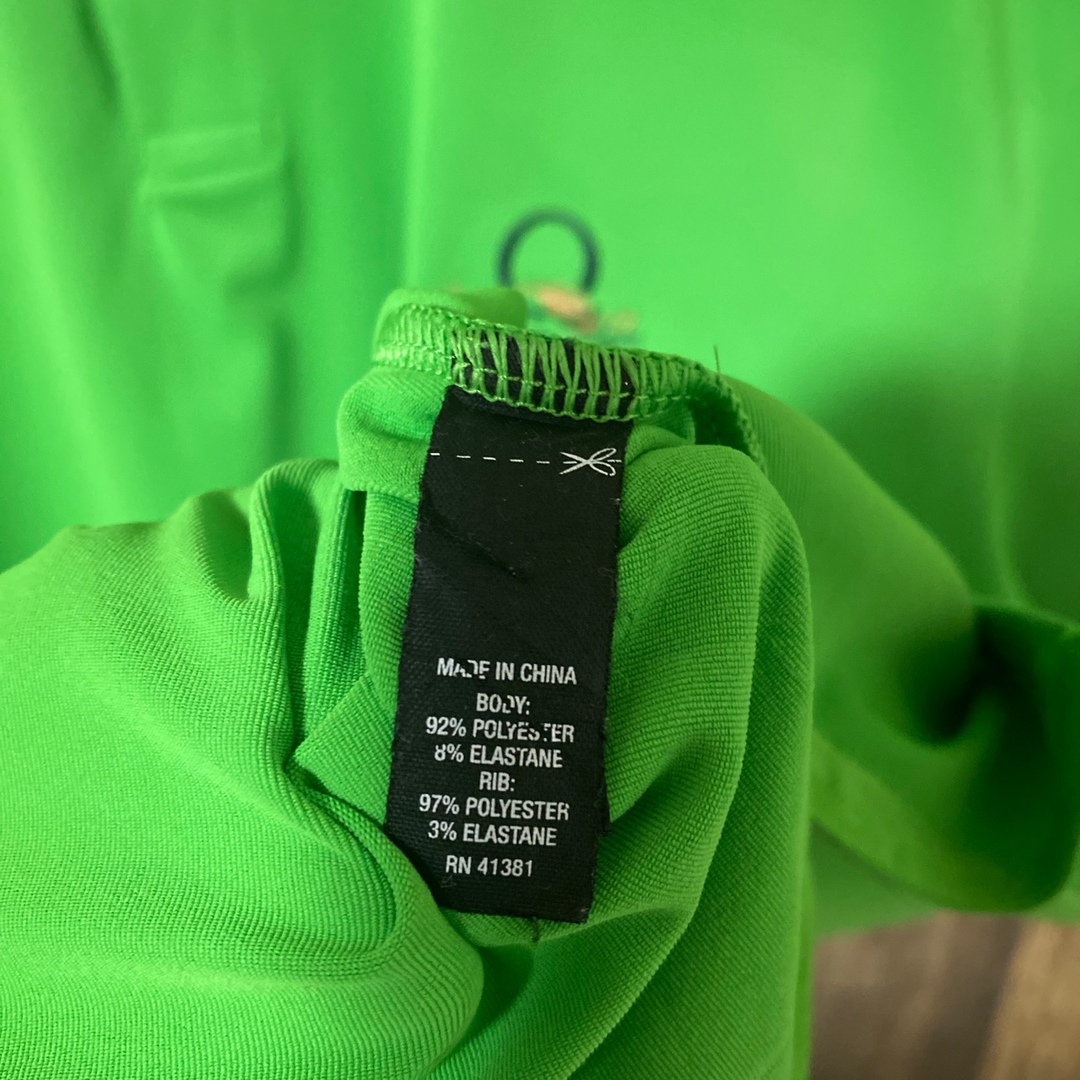 MADE IN CHINA
BODY:
92% POLYESTER
8% ELASTANE
RIB:
97% POLYESTER
3% ELASTANE
RN 41381